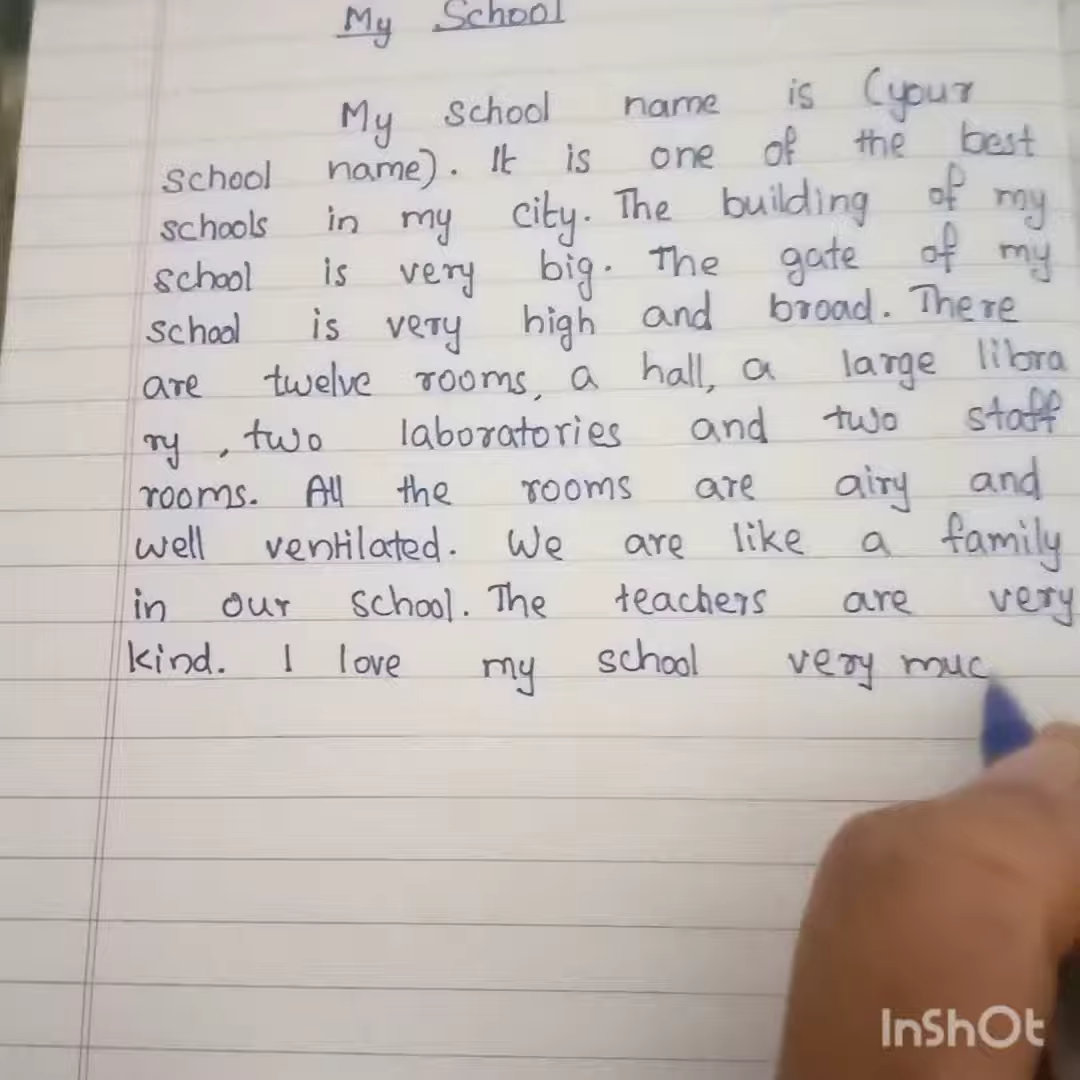 My School
My school name is (your
school name). It is one of the best
schools in my city. The building of my
school is very big. The gate of my
school is very high and broad. There
are twelve rooms, a hall, a large libra
ry, two laboratories and two staff
rooms. All the rooms are airy and
well ventilated. We are like a family
in our school. The teachers are very
kind. I love my school very muc
InShOt